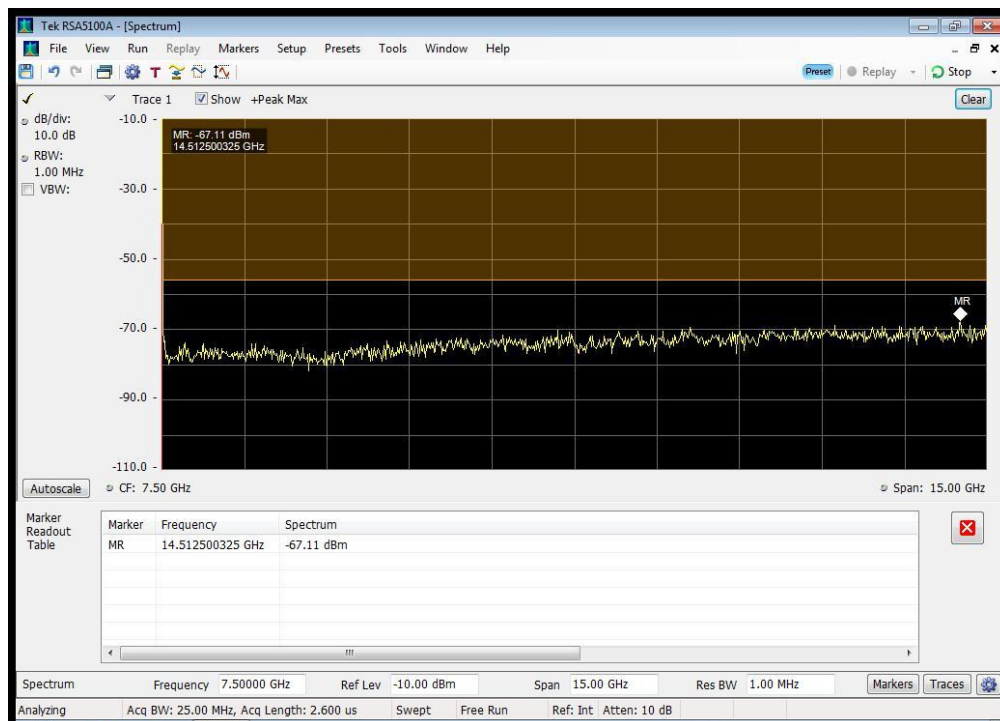 Tek RSA5100A - [Spectrum]
File View Run Replay Markers Setup Presets Tools Window Help
T Preset Replay Stop
Trace 1 Show +Peak Max Clear
dB/div:
10.0 dB
RBW:
1.00 MHz
VBW:
-10.0
-30.0
-50.0
-70.0
-90.0
-110.0
MR: -67.11 dBm
14.512500325 GHz
MR
Autoscale CF: 7.50 GHz Span: 15.00 GHz
Marker
Readout
Table
Marker Frequency Spectrum
MR 14.512500325 GHz -67.11 dBm
Spectrum Frequency 7.50000 GHz Ref Lev -10.00 dBm Span 15.00 GHz Res BW 1.00 MHz Markers Traces
Analyzing Acq BW: 25.00 MHz, Acq Length: 2.600 us Swept Free Run Ref: Int Atten: 10 dB